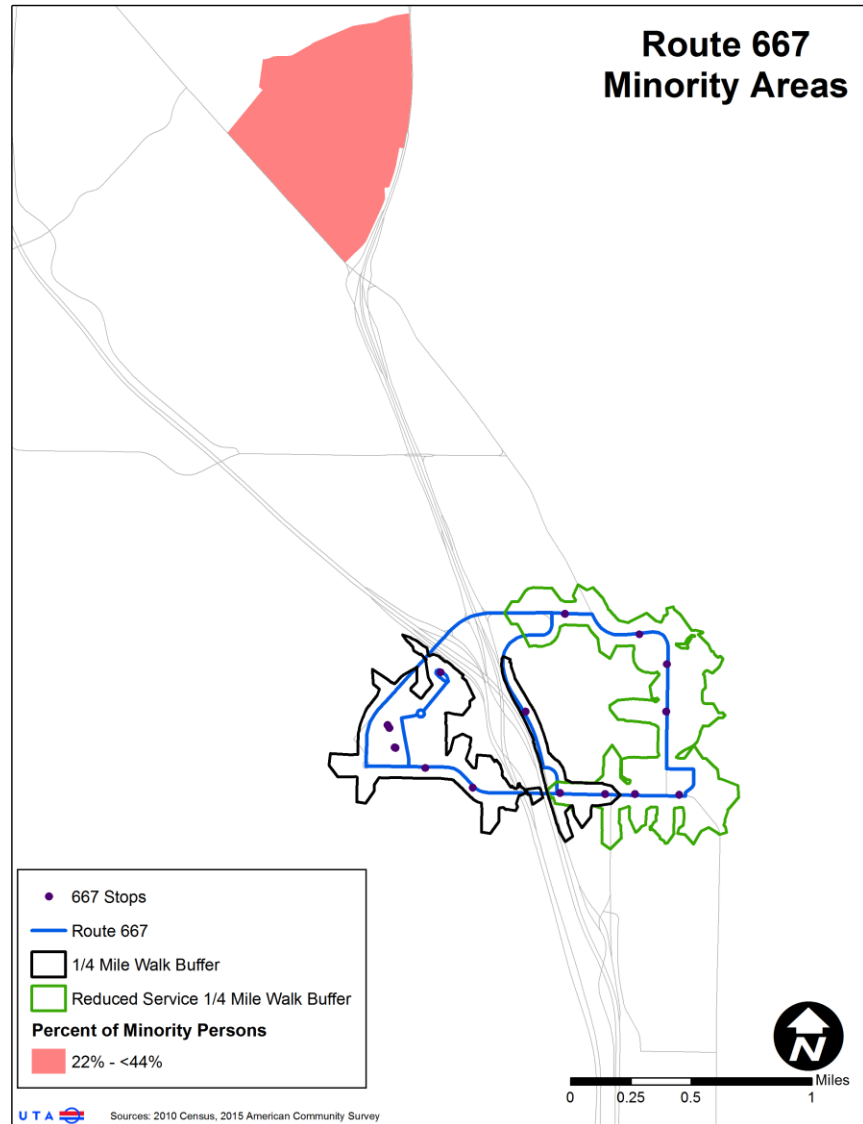 Route 667
Minority Areas
667 Stops
Route 667
1/4 Mile Walk Buffer
Reduced Service 1/4 Mile Walk Buffer
Percent of Minority Persons
22% - <44%
N
Miles
0 0.25 0.5 1
U T A Sources: 2010 Census, 2015 American Community Survey